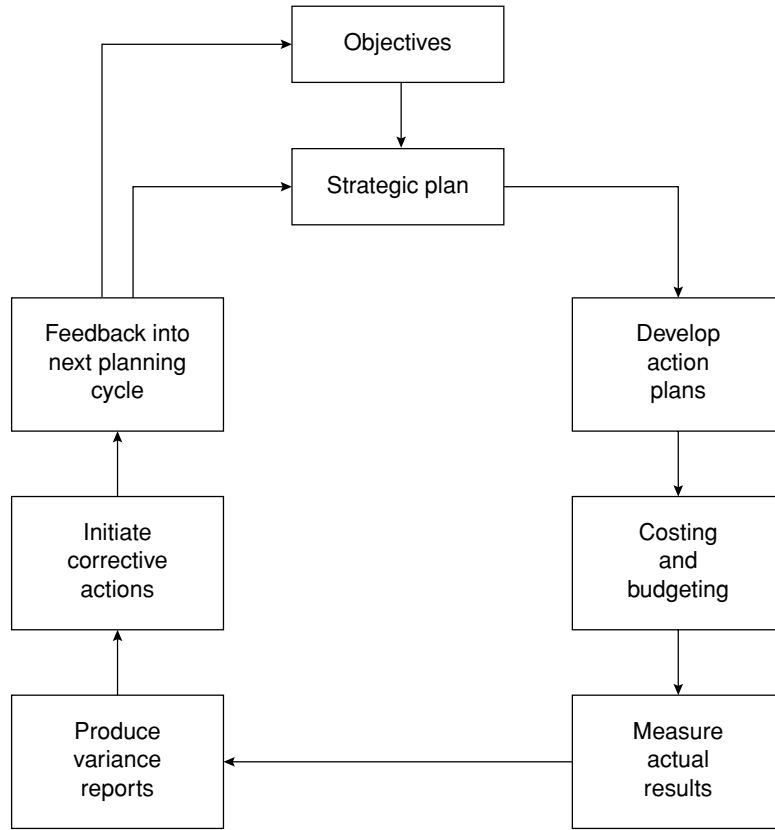 Objectives
Strategic plan
Develop
action
plans
Costing
and
budgeting
Measure
actual
results
Produce
variance
reports
Initiate
corrective
actions
Feedback into
next planning
cycle